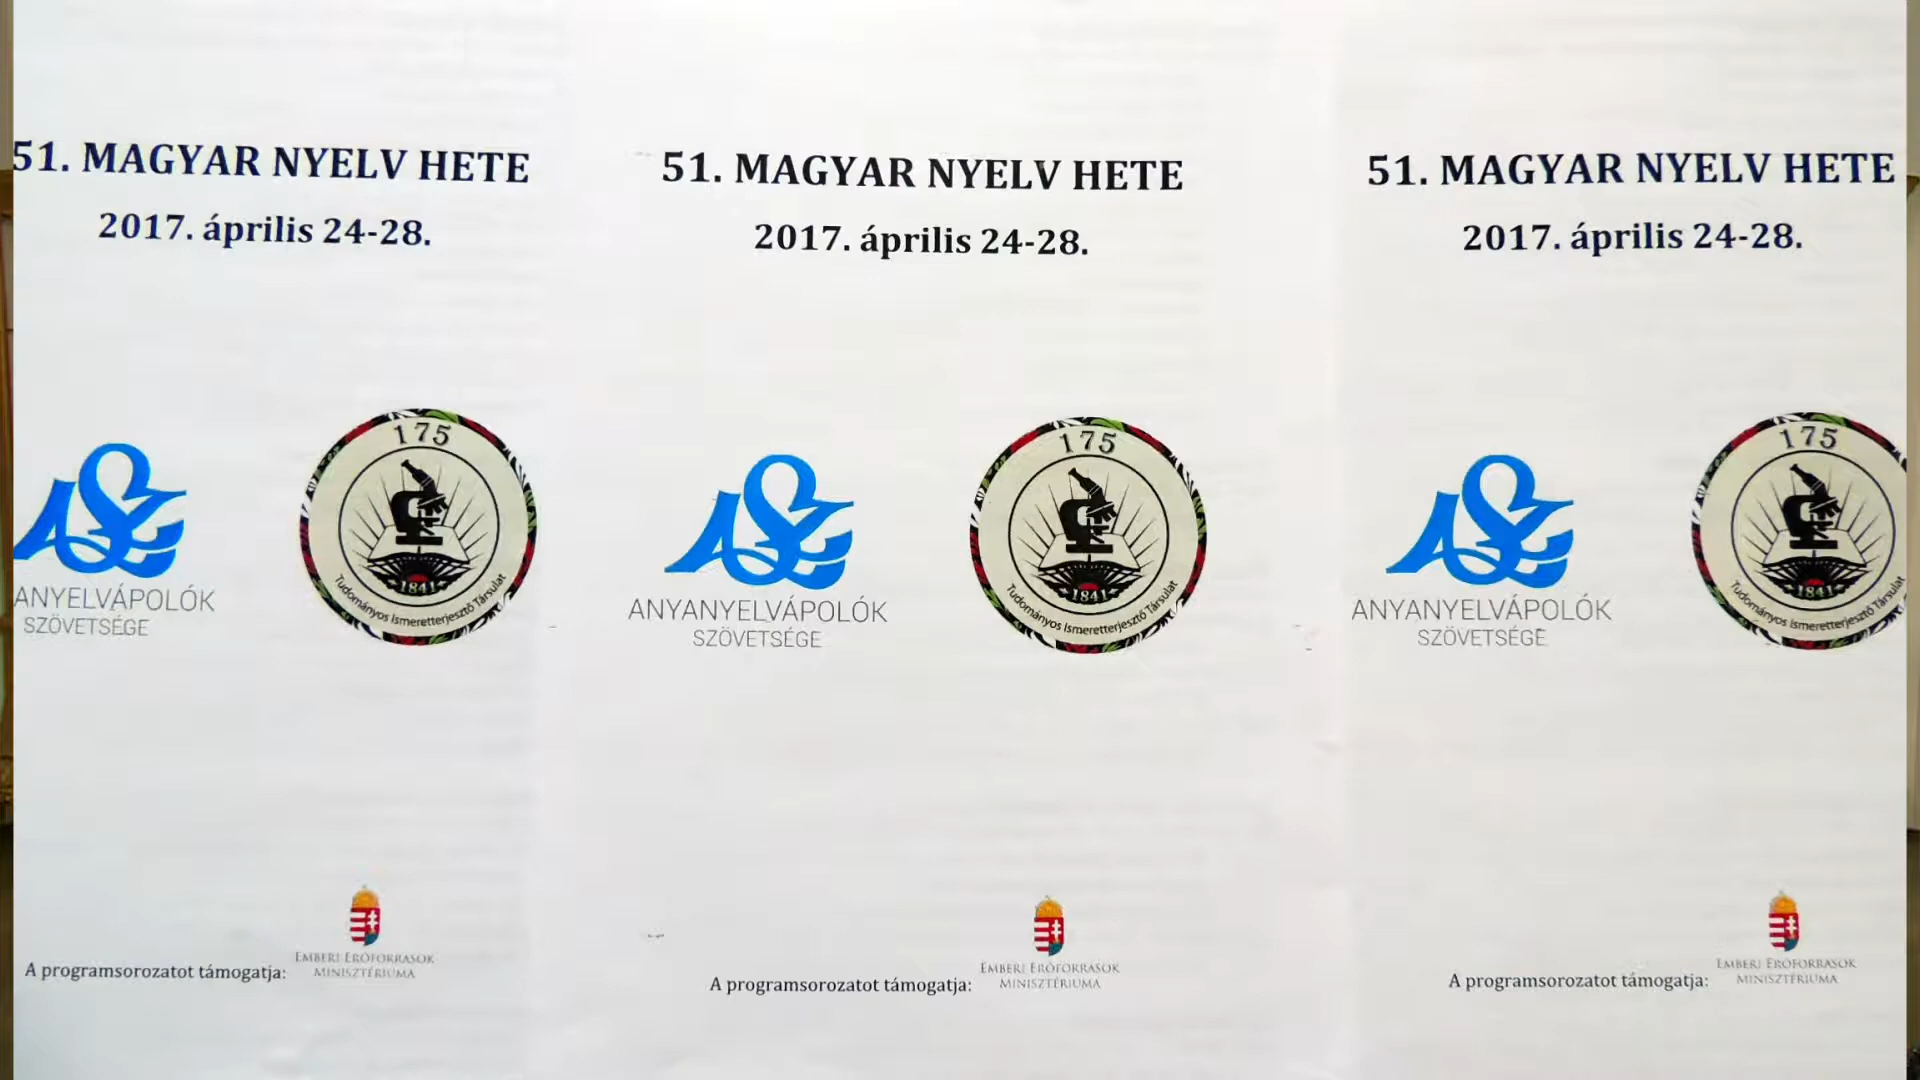 51. MAGYAR NYELV HETE
2017. április 24-28.
ANYELVÁPOLÓK
SZÖVETSÉGE
175
1841
Tudományos Ismeretterjesztő Társulat
A programsorozatot támogatja:
EMBERI ERŐFORRÁSOK
MINISZTÉRIUMA
51. MAGYAR NYELV HETE
2017. április 24-28.
ANYANYELVÁPOLÓK
SZÖVETSÉGE
175
1841
Tudományos Ismeretterjesztő Társulat
A programsorozatot támogatja:
EMBERI ERŐFORRÁSOK
MINISZTÉRIUMA
51. MAGYAR NYELV HETE
2017. április 24-28.
ANYANYELVÁPOLÓK
SZÖVETSÉGE
175
1841
Tudományos Ismeretterjesztő Társulat
A programsorozatot támogatja:
EMBERI ERŐFORRÁSOK
MINISZTÉRIUMA